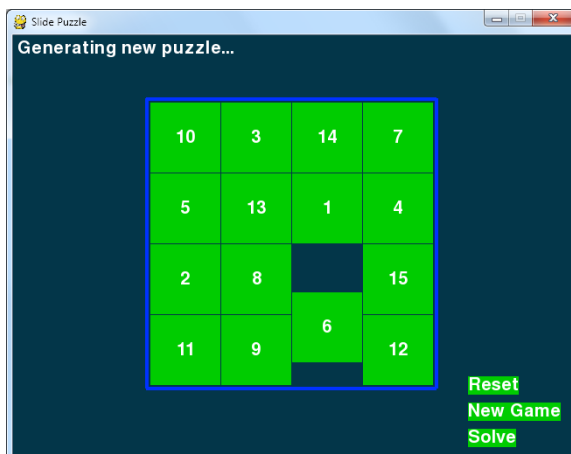 Slide Puzzle
Generating new puzzle...
10 3 14 7
5 13 1 4
2 8 15
6
11 9 12
Reset
New Game
Solve